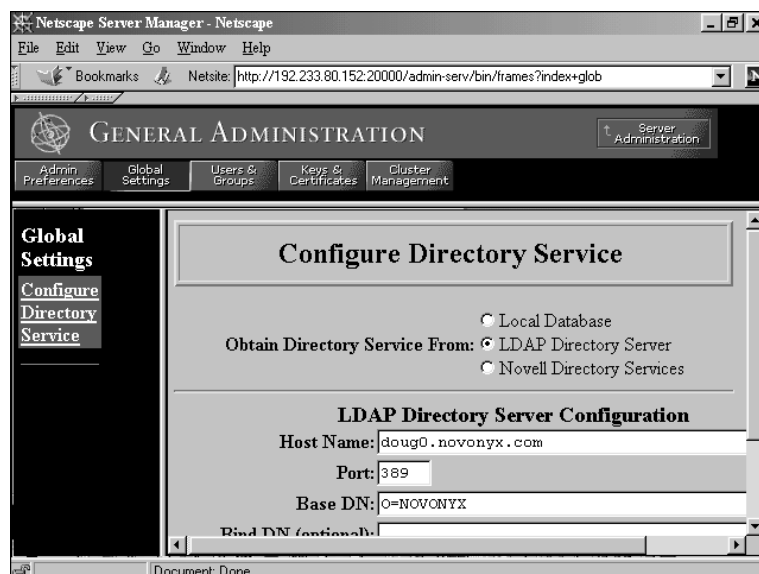 Netscape Server Manager - Netscape
File Edit View Go Window Help
Bookmarks Netsite: http://192.233.80.152:20000/admin-serv/bin/frames?index+glob
GENERAL ADMINISTRATION
Server Administration
Admin Preferences
Global Settings
Users & Groups
Keys & Certificates
Cluster Management
Global
Settings
Configure
Directory
Service
Configure Directory Service
Local Database
Obtain Directory Service From: LDAP Directory Server
Novell Directory Services
LDAP Directory Server Configuration
Host Name: doug0.novonyx.com
Port: 389
Base DN: O=NOVONYX
Bind DN (optional):
Document: Done